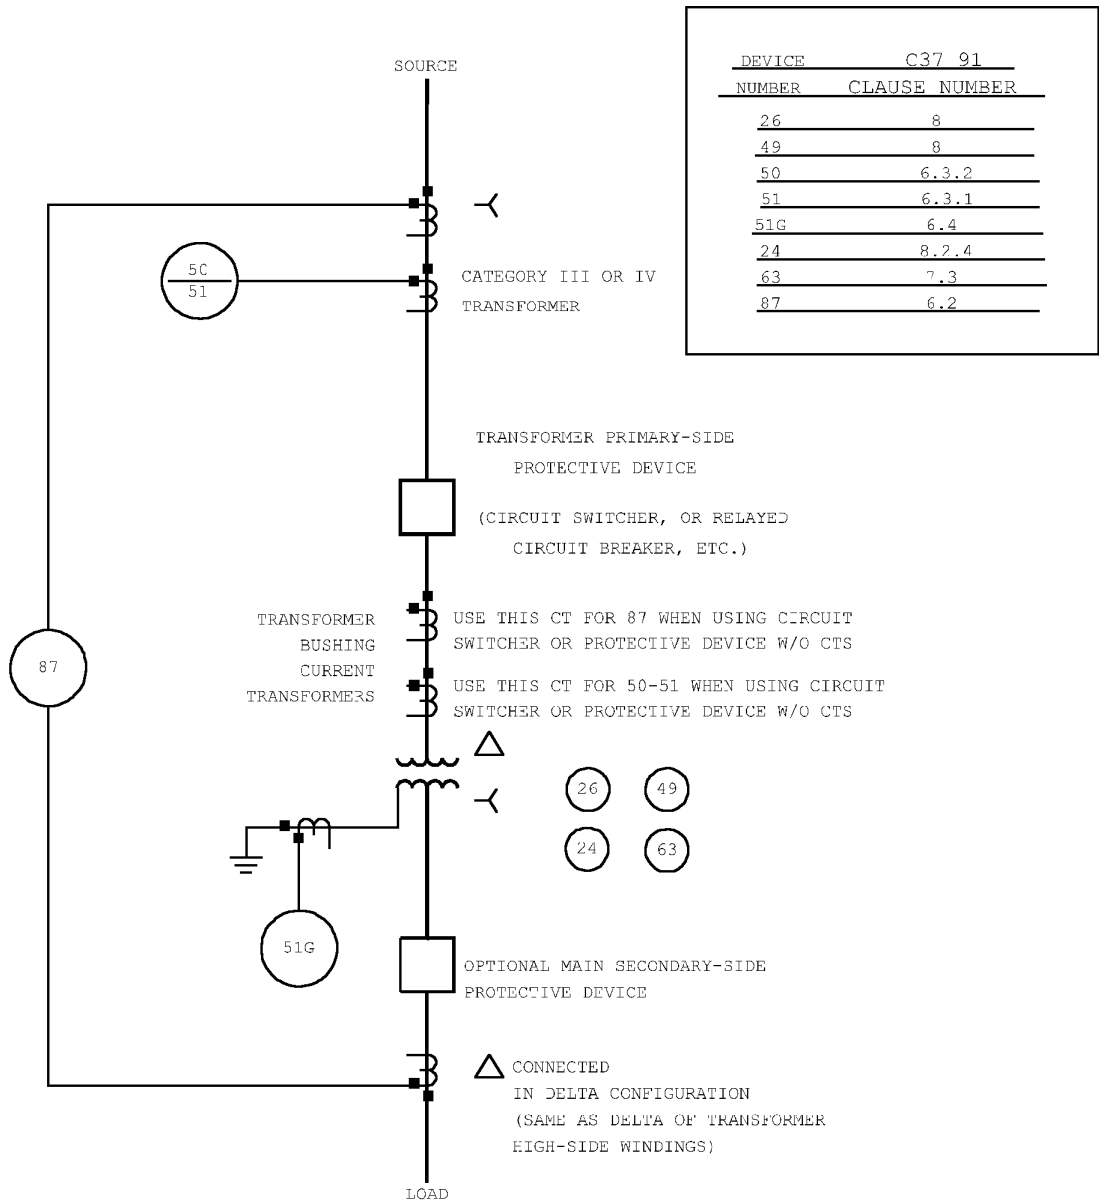 SOURCE
DEVICE C37 91
NUMBER CLAUSE NUMBER
26 8
49 8
50 6.3.2
51 6.3.1
51G 6.4
24 8.2.4
63 7.3
87 6.2
50
51
CATEGORY III OR IV
TRANSFORMER
TRANSFORMER PRIMARY-SIDE
PROTECTIVE DEVICE
(CIRCUIT SWITCHER, OR RELAYED
CIRCUIT BREAKER, ETC.)
TRANSFORMER
BUSHING
CURRENT
TRANSFORMERS
USE THIS CT FOR 87 WHEN USING CIRCUIT
SWITCHER OR PROTECTIVE DEVICE W/O CTS
USE THIS CT FOR 50-51 WHEN USING CIRCUIT
SWITCHER OR PROTECTIVE DEVICE W/O CTS
87
26 49
24 63
51G
OPTIONAL MAIN SECONDARY-SIDE
PROTECTIVE DEVICE
CONNECTED
IN DELTA CONFIGURATION
(SAME AS DELTA OF TRANSFORMER
HIGH-SIDE WINDINGS)
LOAD